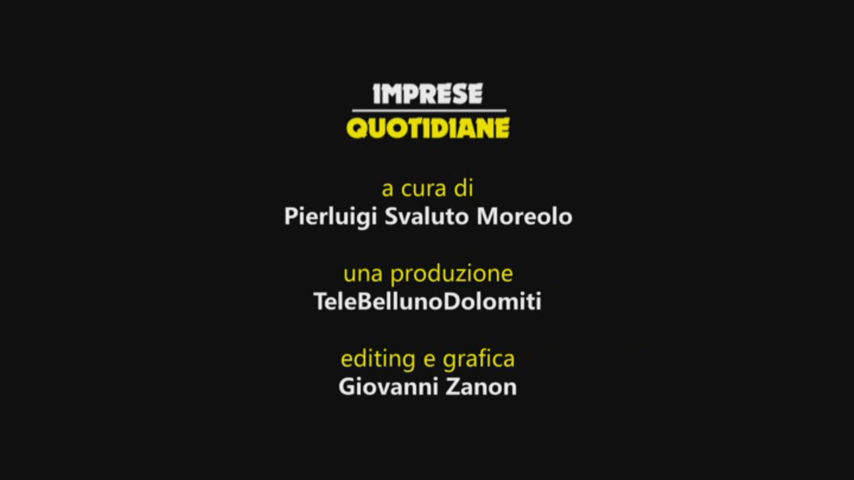 IMPRESE
QUOTIDIANE
a cura di
Pierluigi Svaluto Moreolo
una produzione
TeleBellunoDolomiti
editing e grafica
Giovanni Zanon